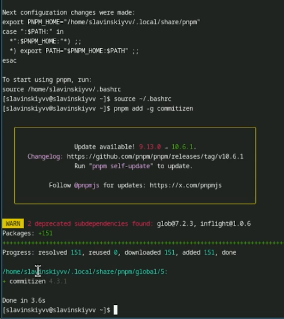 Next configuration changes were made:
export PNPM_HOME="/home/slavinskiyvv/.local/share/pnpm"
case ":$PATH:" in
*":$PNPM_HOME:"*) ;;
*) export PATH="$PNPM_HOME:$PATH" ;;
esac
To start using pnpm, run:
source /home/slavinskiyvv/.bashrc
[slavinskiyvv@slavinskiyvv ~]$ source ~/.bashrc
[slavinskiyvv@slavinskiyvv ~]$ pnpm add -g commitizen
Update available! 9.13.0 → 10.6.1.
Changelog: https://github.com/pnpm/pnpm/releases/tag/v10.6.1
Run "pnpm self-update" to update.
Follow @pnpmjs for updates: https://x.com/pnpmjs
WARN 2 deprecated subdependencies found: glob@7.2.3, inflight@1.0.6
Packages: +151
Progress: resolved 151, reused 0, downloaded 151, added 151, done
/home/slavinskiyvv/.local/share/pnpm/global/5:
+ commitizen 4.3.1
Done in 3.6s
[slavinskiyvv@slavinskiyvv ~]$